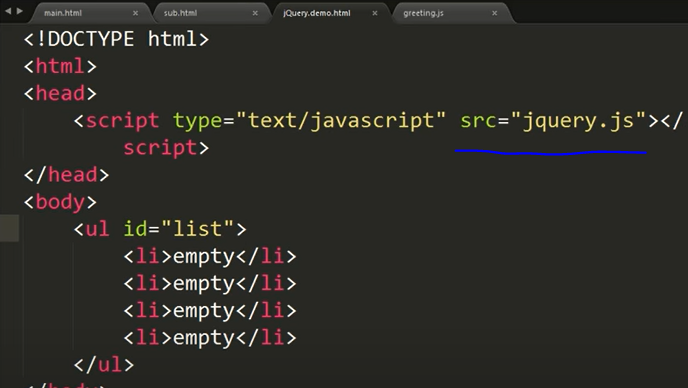 main.html × sub.html × jQuery.demo.html × greeting.js ×
<!DOCTYPE html>
<html>
<head>
<script type="text/javascript" src="jquery.js"></
script>
</head>
<body>
<ul id="list">
<li>empty</li>
<li>empty</li>
<li>empty</li>
<li>empty</li>
</ul>
</body>